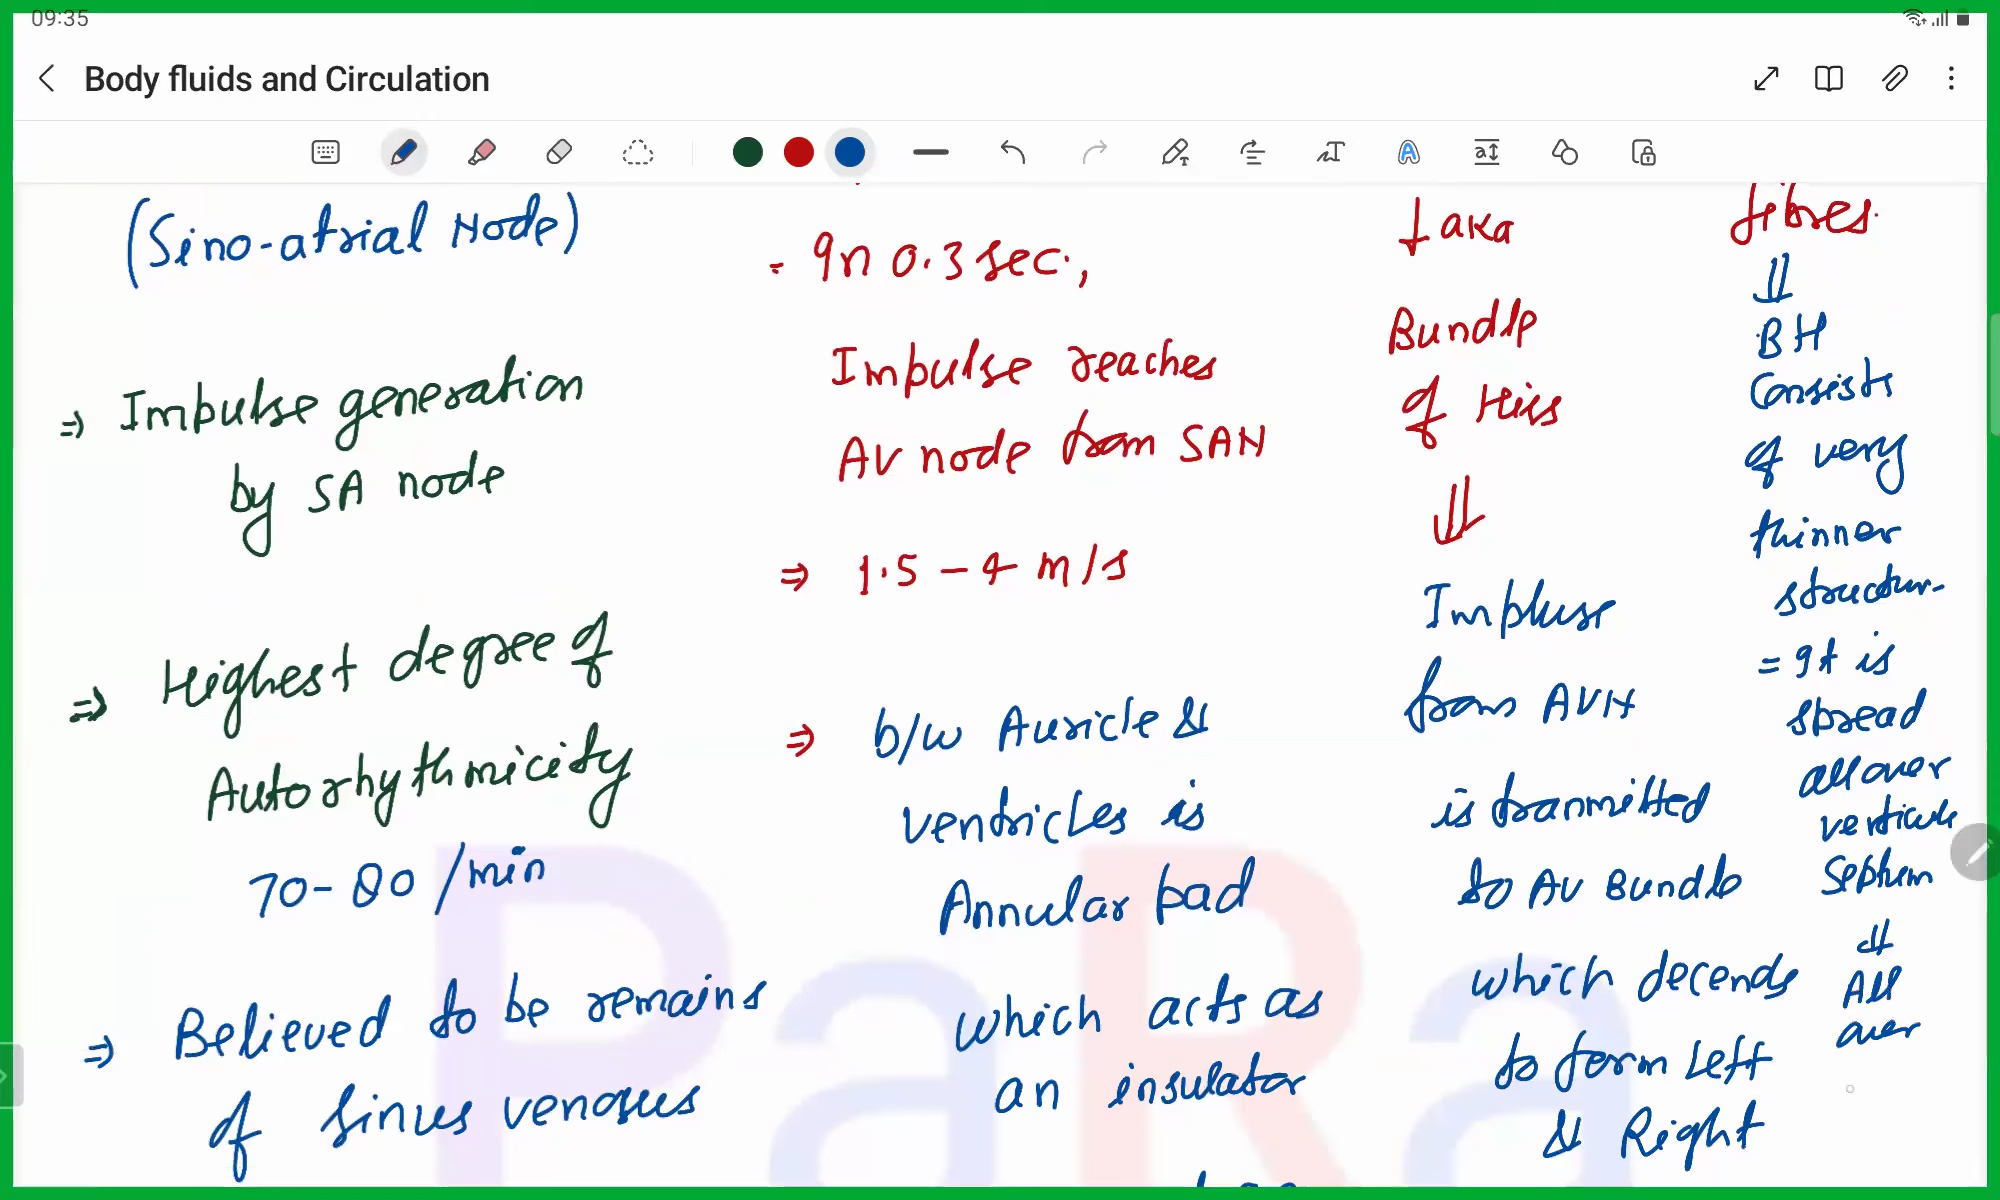 09:35
Body fluids and Circulation
(Sino-atrial Node)
⇒ Impulse generation
by SA node
⇒ Highest degree of
Autorhythmicity
70-80/min
⇒ Believed to be remains
of sinus venosus
- In 0.3 sec.,
Impulse reaches
AV node from SAN
⇒ 1.5-4 m/s
⇒ b/w Auricle &
ventricles is
Annular pad
which acts as
an insulator
aka
Bundle
of His
⇓
Impluse
from AVN
is tranmitted
to AV Bundle
which decends
to form Left
& Right
fibres.
⇓
BH
Consists
of very
thinner
structur-
= It is
spread
all over
Septum
⇓
All
over
PaRa